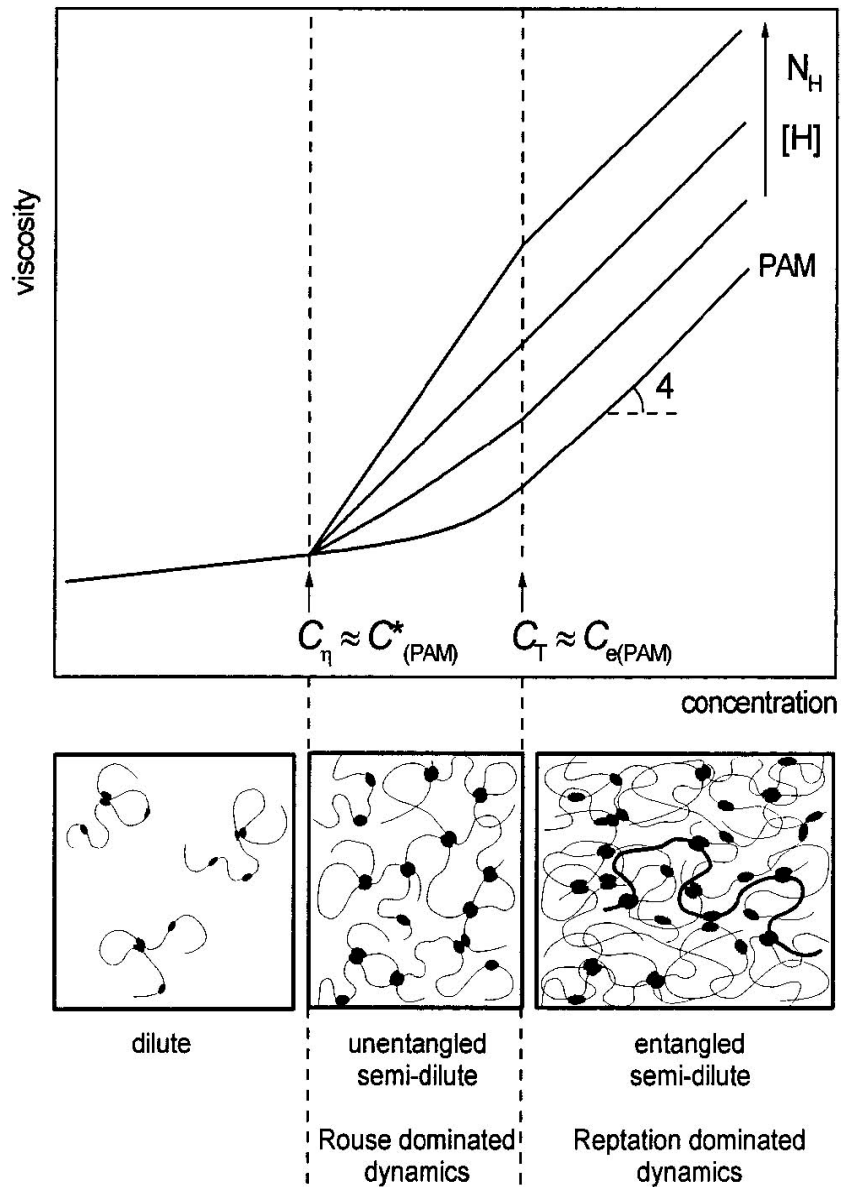 N_H
[H]
viscosity
PAM
4
C_η ≈ C*_(PAM)
C_T ≈ C_e(PAM)
concentration
dilute
unentangled
semi-dilute
entangled
semi-dilute
Rouse dominated
dynamics
Reptation dominated
dynamics